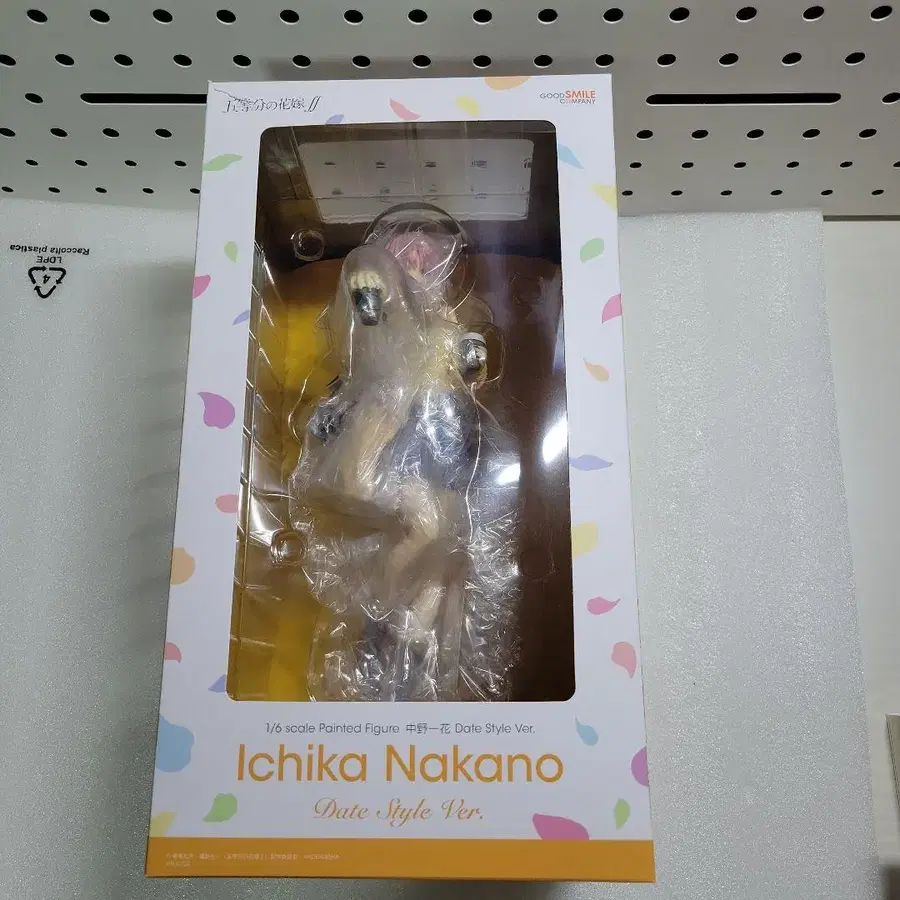 五等分の花嫁∬
GOODSMILE
COMPANY
4
LDPE
Raccolta plastica
1/6 scale Painted Figure 中野一花 Date Style Ver.
Ichika Nakano
Date Style Ver.